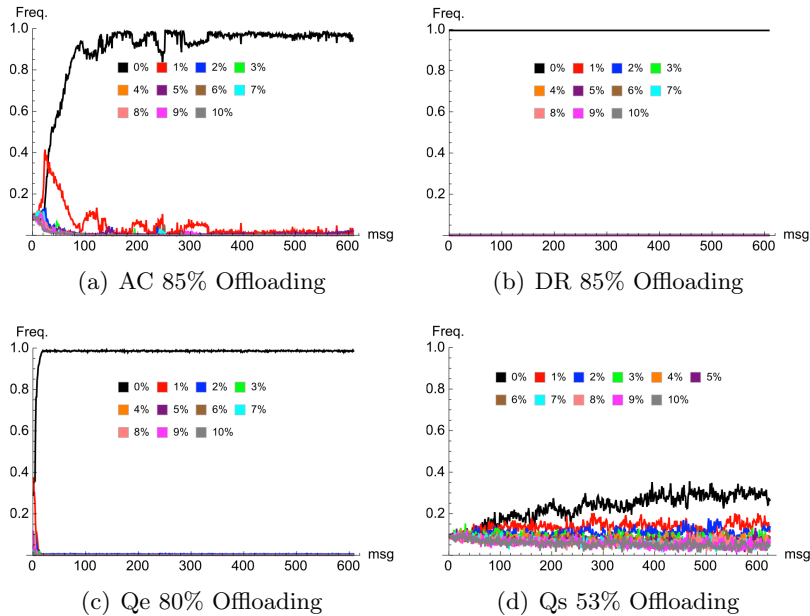 Freq.
1.0
0.8
0.6
0.4
0.2
0 100 200 300 400 500 600 msg
0% 1% 2% 3%
4% 5% 6% 7%
8% 9% 10%
(a) AC 85% Offloading
Freq.
1.0
0.8
0.6
0.4
0.2
0 100 200 300 400 500 600 msg
0% 1% 2% 3%
4% 5% 6% 7%
8% 9% 10%
(b) DR 85% Offloading
Freq.
1.0
0.8
0.6
0.4
0.2
0 100 200 300 400 500 600 msg
0% 1% 2% 3%
4% 5% 6% 7%
8% 9% 10%
(c) Qe 80% Offloading
Freq.
1.0
0.8
0.6
0.4
0.2
0 100 200 300 400 500 600 msg
0% 1% 2% 3% 4% 5%
6% 7% 8% 9% 10%
(d) Qs 53% Offloading